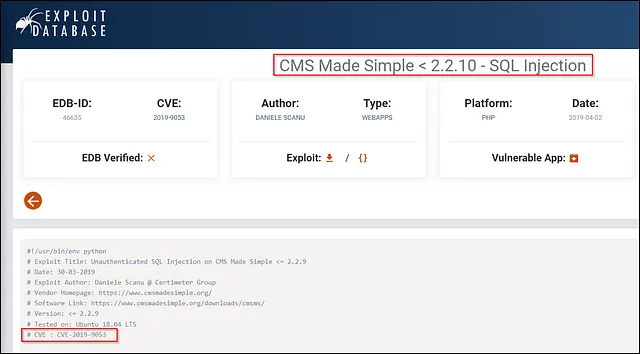 EXPLOIT
DATABASE
CMS Made Simple < 2.2.10 - SQL Injection
EDB-ID: CVE: Author: Type: Platform: Date:
46635 2019-9053 DANIELE SCANU WEBAPPS PHP 2019-04-02
EDB Verified: × Exploit: / {} Vulnerable App:
#!/usr/bin/env python
# Exploit Title: Unauthenticated SQL Injection on CMS Made Simple <= 2.2.9
# Date: 30-03-2019
# Exploit Author: Daniele Scanu @ Certimeter Group
# Vendor Homepage: https://www.cmsmadesimple.org/
# Software Link: https://www.cmsmadesimple.org/downloads/cmsms/
# Version: <= 2.2.9
# Tested on: Ubuntu 18.04 LTS
# CVE : CVE-2019-9053